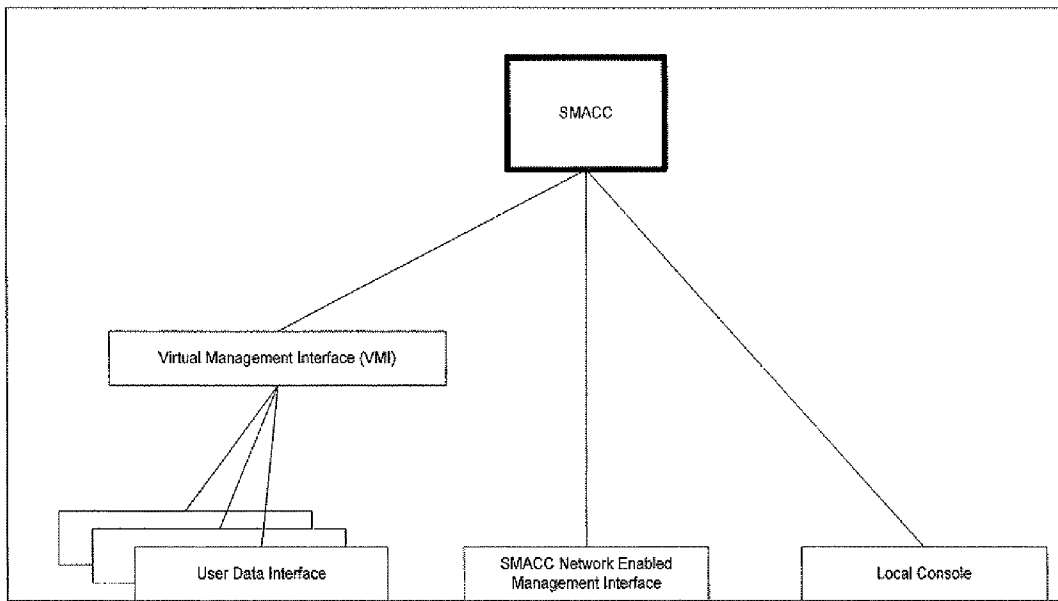 SMACC
Virtual Management Interface (VMI)
User Data Interface
SMACC Network Enabled
Management Interface
Local Console